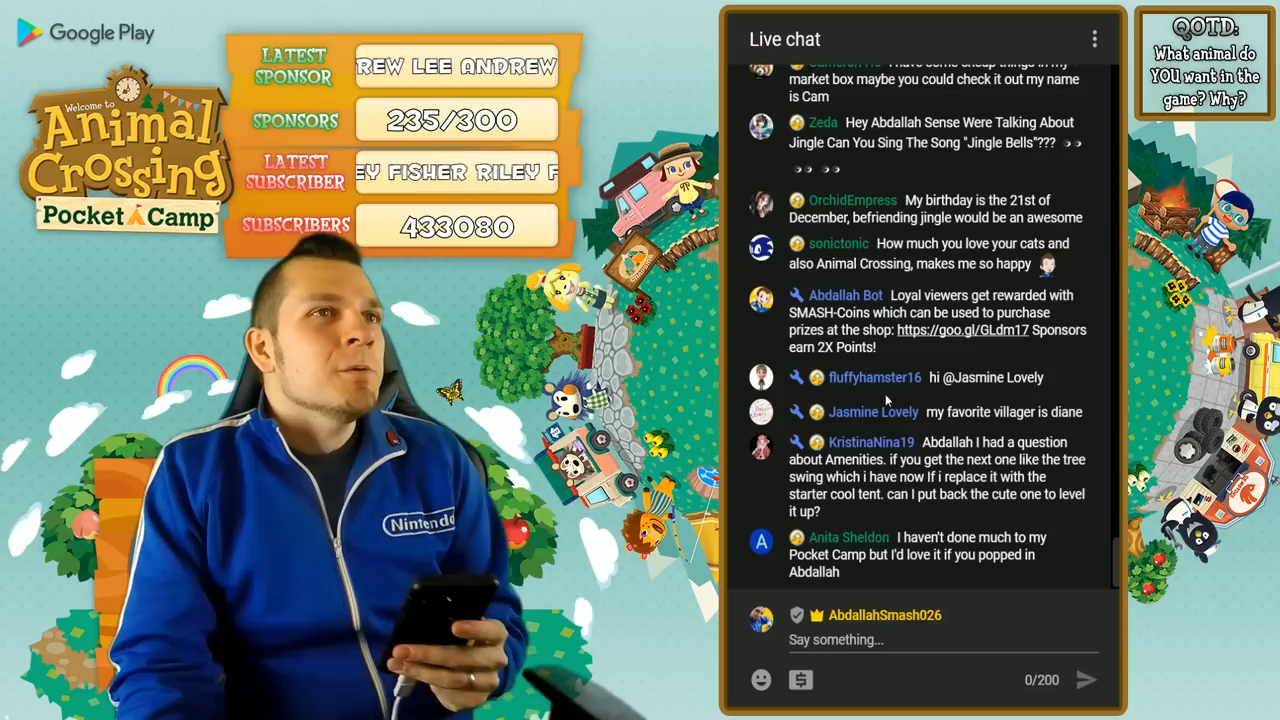 Google Play
Welcome to
Animal
Crossing
Pocket Camp
LATEST
SPONSOR
REW LEE ANDREW
SPONSORS
235/300
LATEST
SUBSCRIBER
EY FISHER RILEY F
SUBSCRIBERS
433080
Nintendo
Live chat
market box maybe you could check it out my name
is Cam
Zeda Hey Abdallah Sense Were Talking About
Jingle Can You Sing The Song "Jingle Bells"???
OrchidEmpress My birthday is the 21st of
December, befriending jingle would be an awesome
sonictonic How much you love your cats and
also Animal Crossing, makes me so happy
Abdallah Bot Loyal viewers get rewarded with
SMASH-Coins which can be used to purchase
prizes at the shop: https://goo.gl/GLdm17 Sponsors
earn 2X Points!
fluffyhamster16 hi @Jasmine Lovely
Jasmine Lovely my favorite villager is diane
KristinaNina19 Abdallah I had a question
about Amenities. if you get the next one like the tree
swing which i have now If i replace it with the
starter cool tent. can I put back the cute one to level
it up?
A
Anita Sheldon I haven't done much to my
Pocket Camp but I'd love it if you popped in
Abdallah
AbdallahSmash026
Say something...
0/200
QOTD:
What animal do
YOU want in the
game? Why?